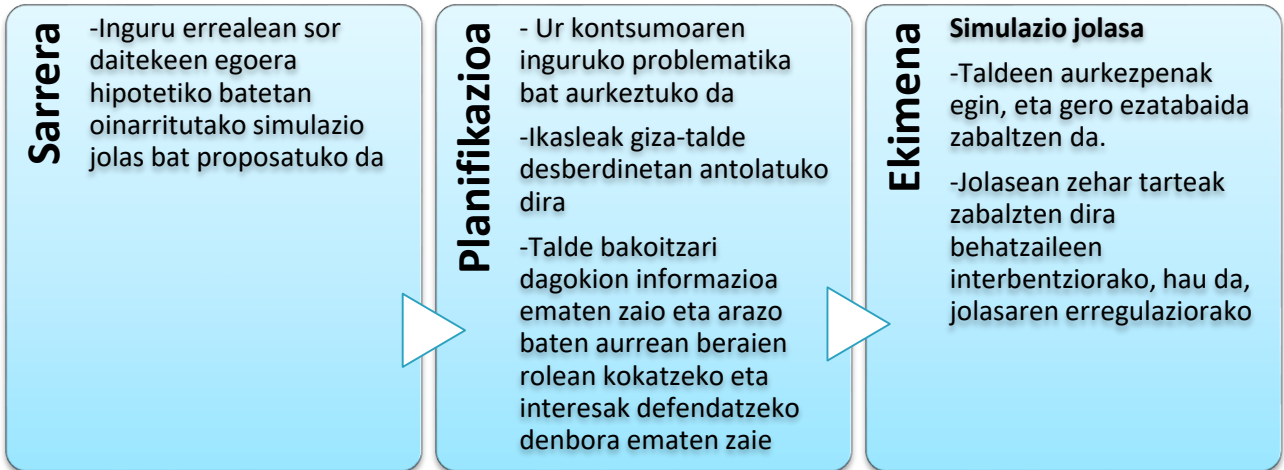 Sarrera
-Inguru errealean sor
daitekeen egoera
hipotetiko batetan
oinarritutako simulazio
jolas bat proposatuko da
Planifikazioa
- Ur kontsumoaren
inguruko problematika
bat aurkeztuko da
-Ikasleak giza-talde
desberdinetan antolatuko
dira
-Talde bakoitzari
dagokion informazioa
ematen zaio eta arazo
baten aurrean beraien
rolean kokatzeko eta
interesak defendatzeko
denbora ematen zaie
Ekimena
Simulazio jolasa
-Taldeen aurkezpenak
egin, eta gero ezatabaida
zabaltzen da.
-Jolasean zehar tarteak
zabalzten dira
behatzaileen
interbentziorako, hau da,
jolasaren erregulaziorako